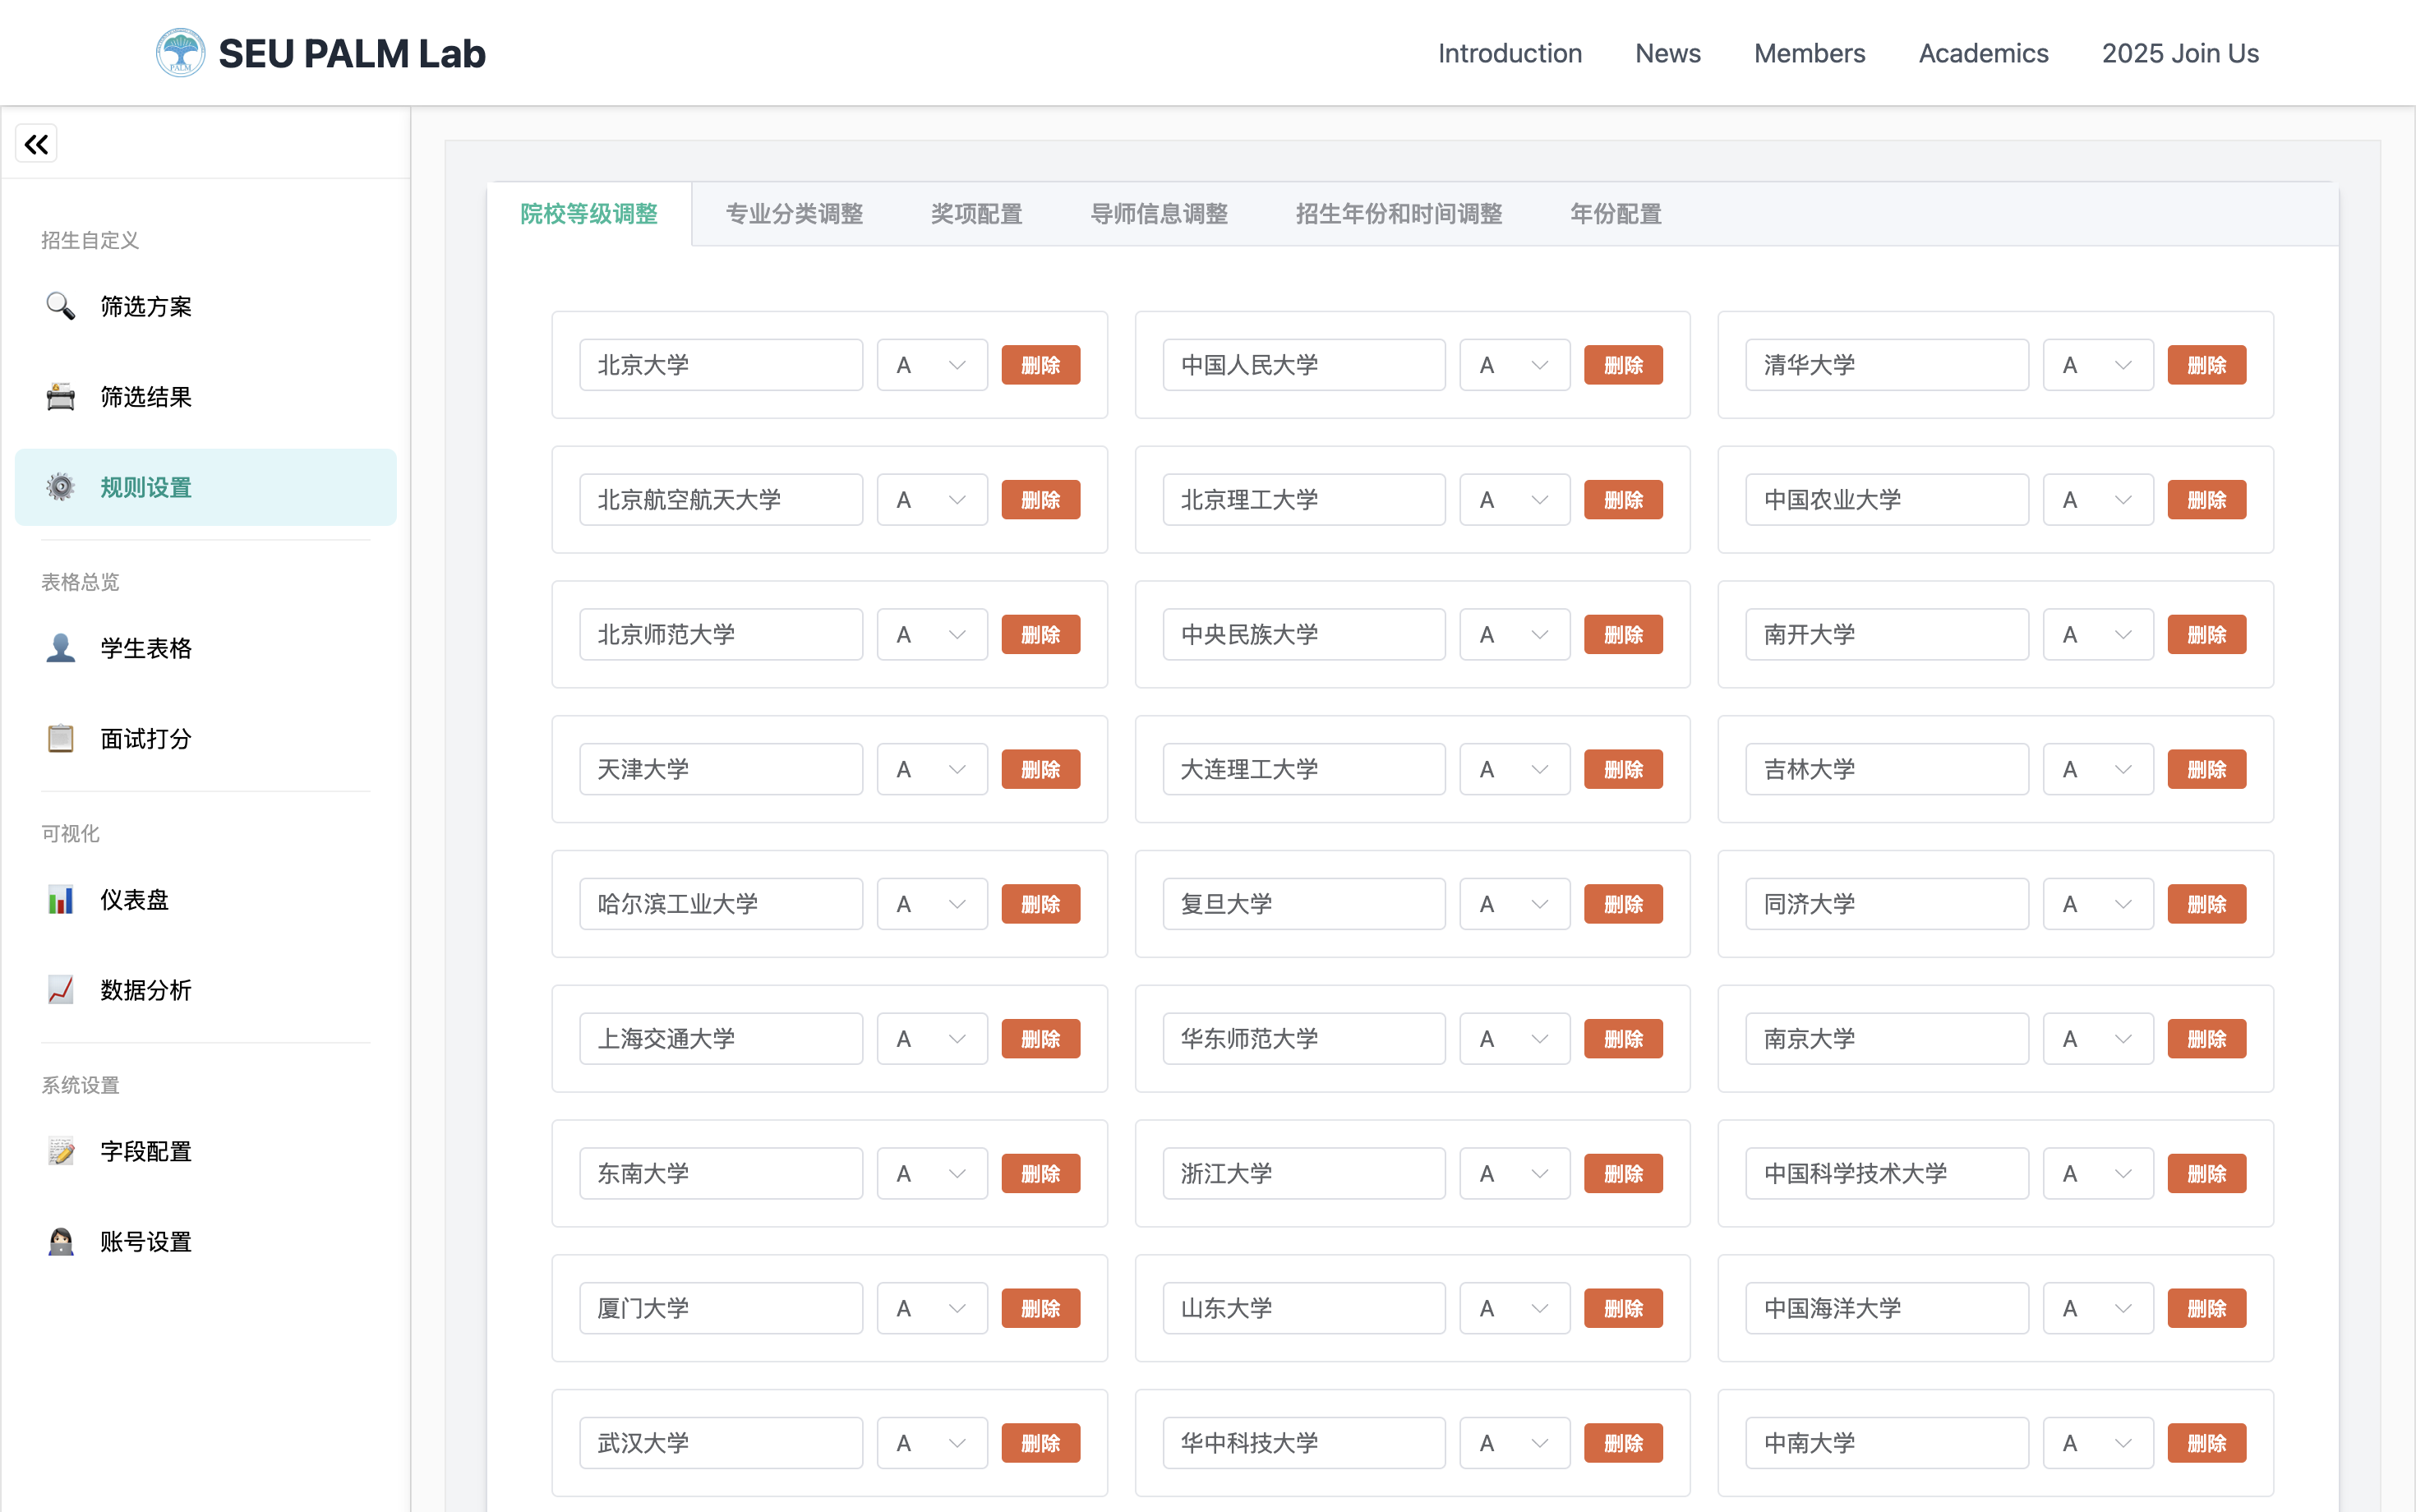 SEU PALM Lab
Introduction News Members Academics 2025 Join Us
招生自定义
筛选方案
筛选结果
规则设置
表格总览
学生表格
面试打分
可视化
仪表盘
数据分析
系统设置
字段配置
账号设置
院校等级调整 专业分类调整 奖项配置 导师信息调整 招生年份和时间调整 年份配置
北京大学 A 删除 中国人民大学 A 删除 清华大学 A 删除
北京航空航天大学 A 删除 北京理工大学 A 删除 中国农业大学 A 删除
北京师范大学 A 删除 中央民族大学 A 删除 南开大学 A 删除
天津大学 A 删除 大连理工大学 A 删除 吉林大学 A 删除
哈尔滨工业大学 A 删除 复旦大学 A 删除 同济大学 A 删除
上海交通大学 A 删除 华东师范大学 A 删除 南京大学 A 删除
东南大学 A 删除 浙江大学 A 删除 中国科学技术大学 A 删除
厦门大学 A 删除 山东大学 A 删除 中国海洋大学 A 删除
武汉大学 A 删除 华中科技大学 A 删除 中南大学 A 删除